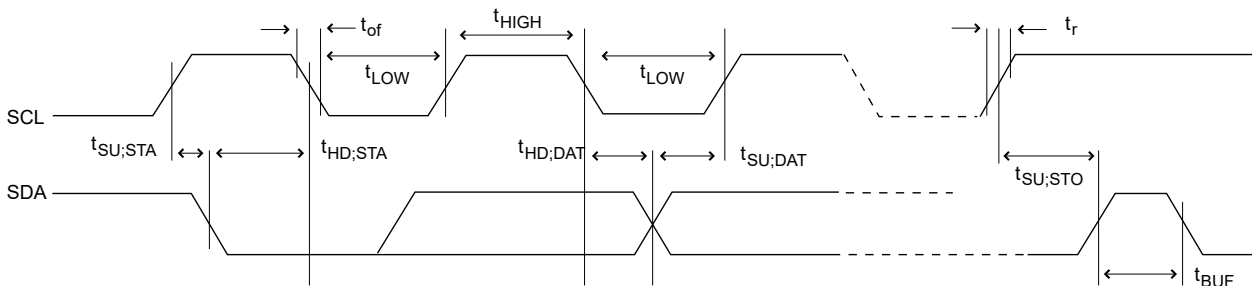 t_of
t_HIGH
t_r
t_LOW
t_LOW
SCL
t_SU;STA
t_HD;STA
t_HD;DAT
t_SU;DAT
t_SU;STO
SDA
t_BUF